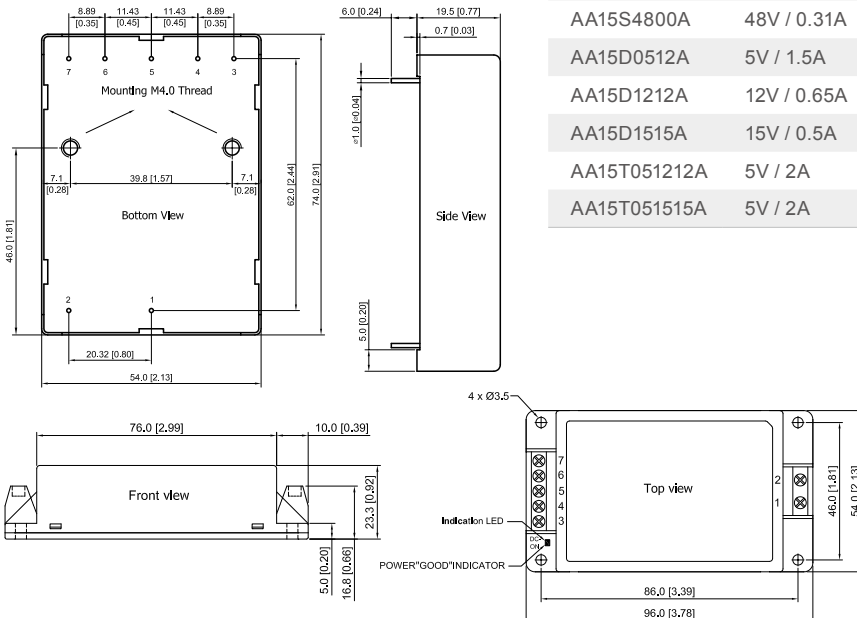 8.89
[0.35]
11.43
[0.45]
11.43
[0.45]
8.89
[0.35]
7
6
5
4
3
Mounting M4.0 Thread
7.1
[0.28]
39.8 [1.57]
7.1
[0.28]
62.0 [2.44]
74.0 [2.91]
46.0 [1.81]
Bottom View
2
1
20.32 [0.80]
54.0 [2.13]
6.0 [0.24]
19.5 [0.77]
0.7 [0.03]
ø1.0 [ø0.04]
Side View
5.0 [0.20]
AA15S4800A 48V / 0.31A
AA15D0512A 5V / 1.5A
AA15D1212A 12V / 0.65A
AA15D1515A 15V / 0.5A
AA15T051212A 5V / 2A
AA15T051515A 5V / 2A
76.0 [2.99]
10.0 [0.39]
Front view
23.3 [0.92]
5.0 [0.20]
16.8 [0.66]
4 x Ø3.5
7
6
5
4
3
Top view
2
1
Indication LED
DC
ON
POWER"GOOD"INDICATOR
46.0 [1.81]
54.0 [2.13]
86.0 [3.39]
96.0 [3.78]